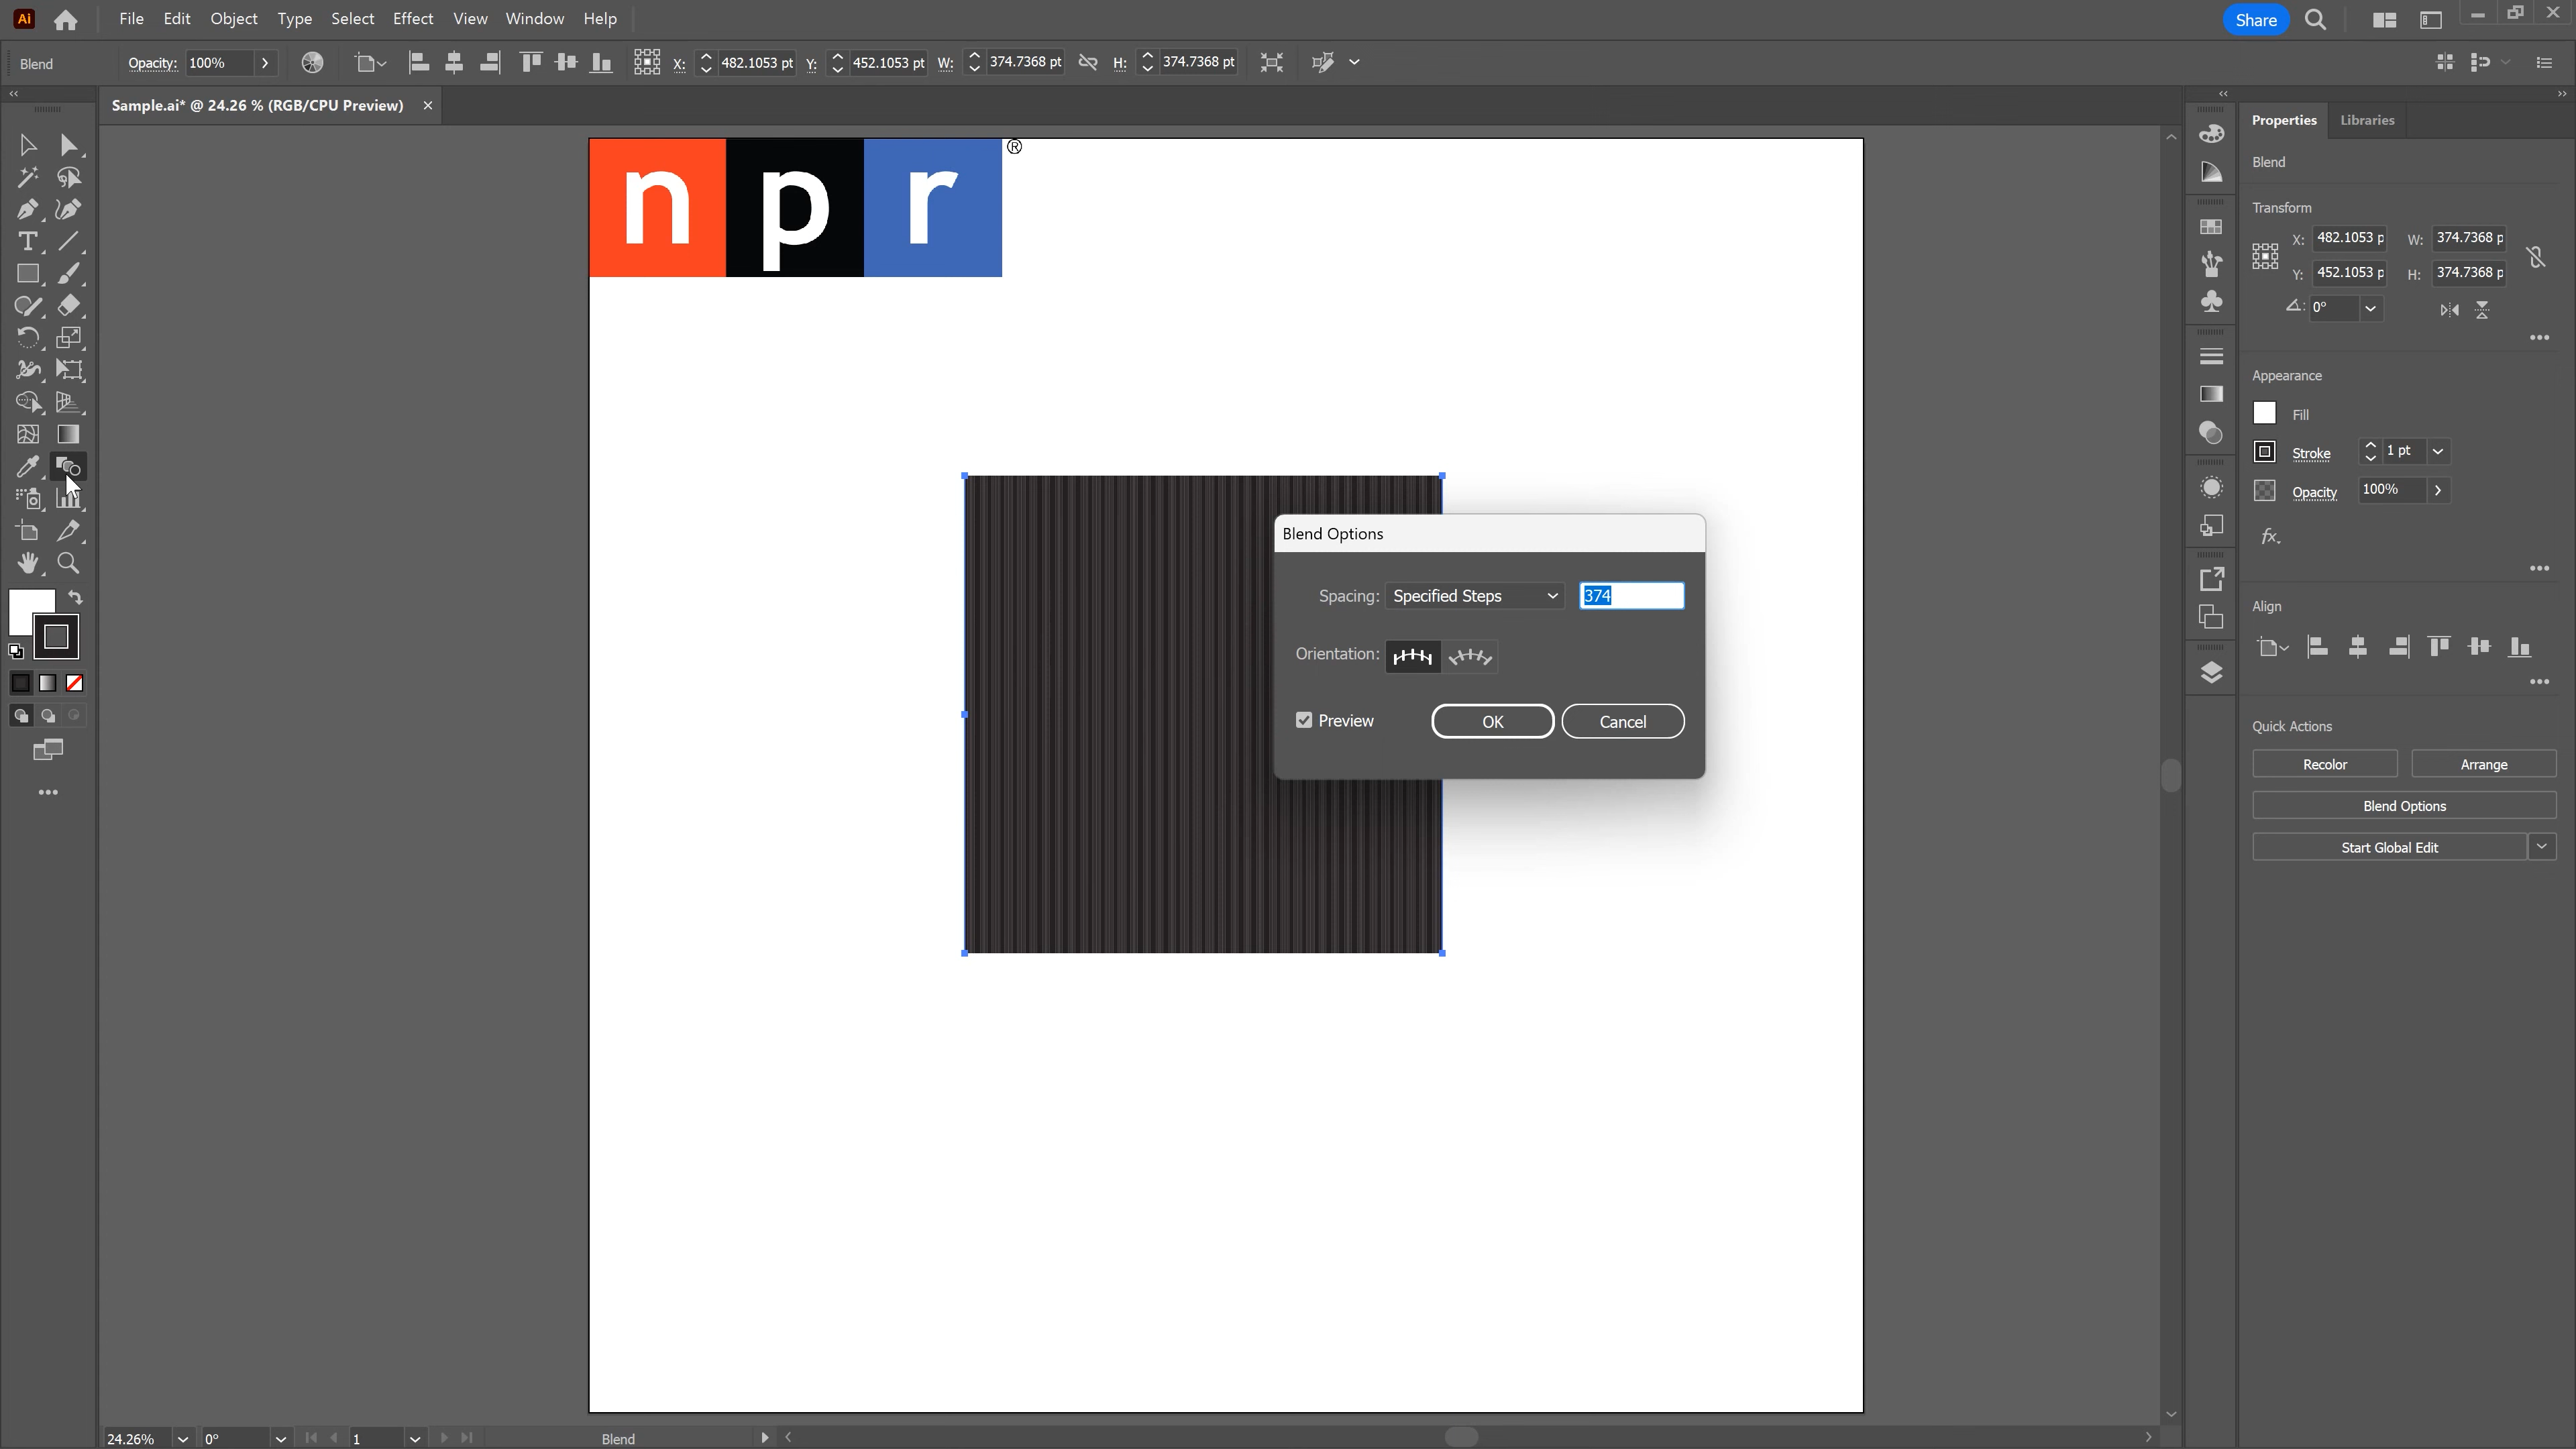 Ai File Edit Object Type Select Effect View Window Help Share
Blend Opacity: 100% X: 482.1053 pt Y: 452.1053 pt W: 374.7368 pt H: 374.7368 pt
Sample.ai* @ 24.26 % (RGB/CPU Preview) ×
Properties Libraries
npr®
Blend
Transform
X: 482.1053 p W: 374.7368 p
Y: 452.1053 p H: 374.7368 p
0°
Appearance
Fill
Stroke 1 pt
Opacity 100%
fx.
Blend Options
Spacing: Specified Steps 374
Orientation:
Preview OK Cancel
Align
Quick Actions
Recolor Arrange
Blend Options
Start Global Edit
24.26% 0° 1 Blend